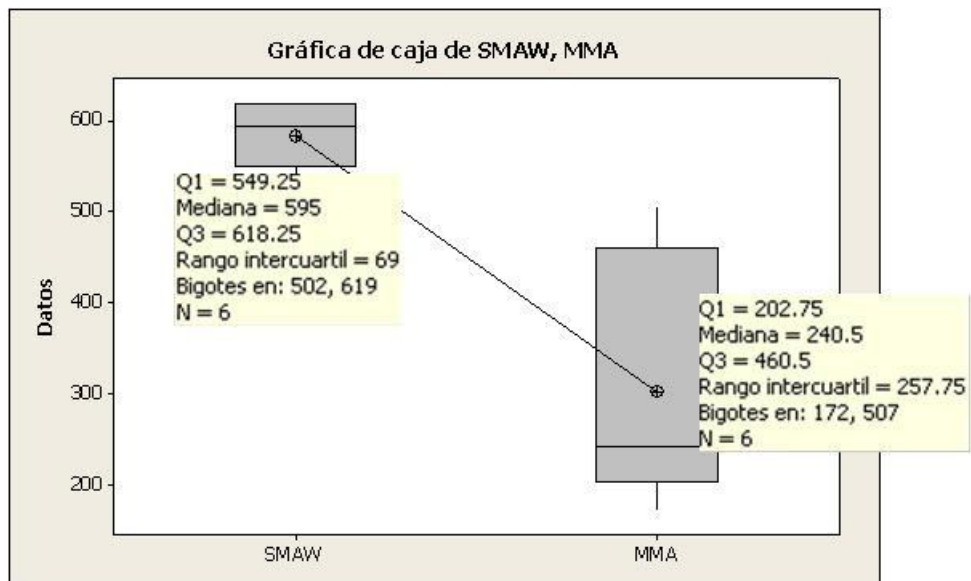 Gráfica de caja de SMAW, MMA
Datos
600
500
400
300
200
Q1 = 549.25
Mediana = 595
Q3 = 618.25
Rango intercuartil = 69
Bigotes en: 502, 619
N = 6
Q1 = 202.75
Mediana = 240.5
Q3 = 460.5
Rango intercuartil = 257.75
Bigotes en: 172, 507
N = 6
SMAW
MMA